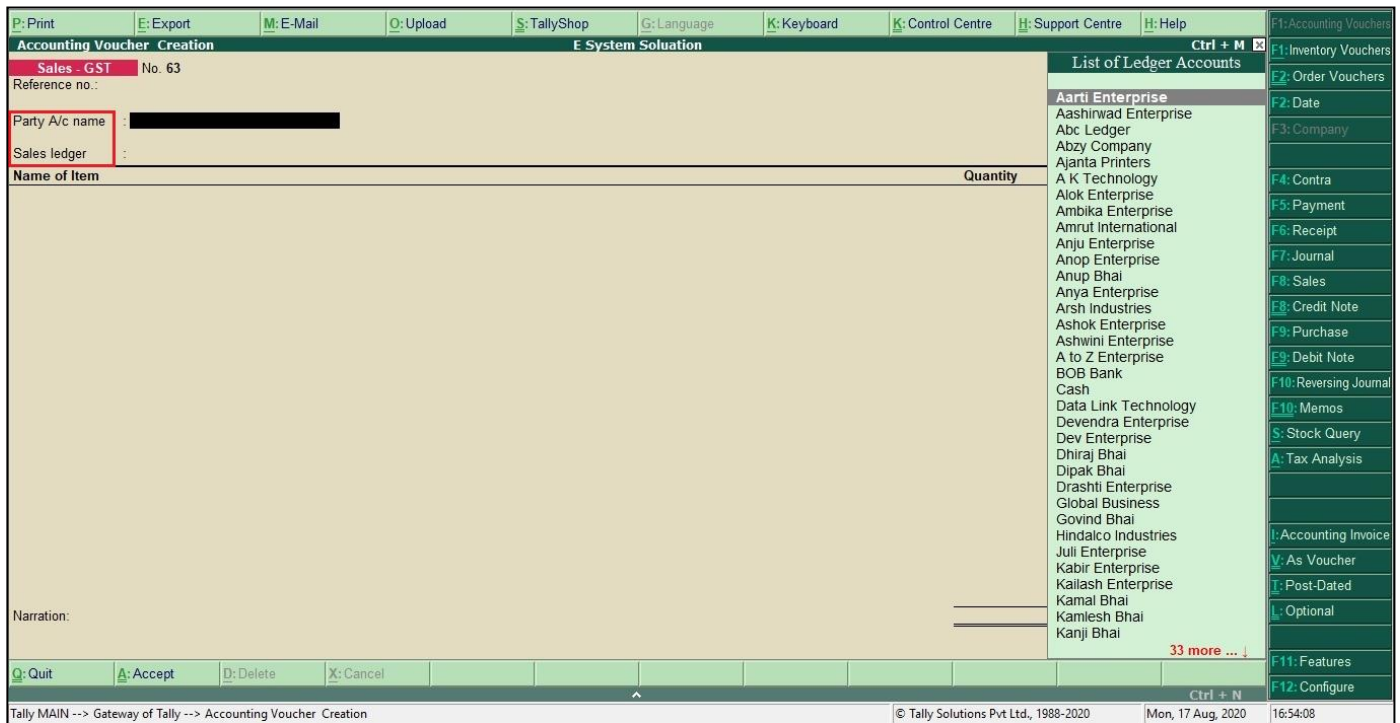 P: Print E: Export M: E-Mail O: Upload S: TallyShop G: Language K: Keyboard K: Control Centre H: Support Centre H: Help
Accounting Voucher Creation E System Soluation Ctrl + M
Sales - GST No. 63
Reference no.:
Party A/c name :
Sales ledger :
Name of Item Quantity
Narration:
List of Ledger Accounts
Aarti Enterprise
Aashirwad Enterprise
Abc Ledger
Abzy Company
Ajanta Printers
A K Technology
Alok Enterprise
Ambika Enterprise
Amrut International
Anju Enterprise
Anop Enterprise
Anup Bhai
Anya Enterprise
Arsh Industries
Ashok Enterprise
Ashwini Enterprise
A to Z Enterprise
BOB Bank
Cash
Data Link Technology
Devendra Enterprise
Dev Enterprise
Dhiraj Bhai
Dipak Bhai
Drashti Enterprise
Global Business
Govind Bhai
Hindalco Industries
Juli Enterprise
Kabir Enterprise
Kailash Enterprise
Kamal Bhai
Kamlesh Bhai
Kanji Bhai
33 more ... ↓
F1: Accounting Vouchers
F1: Inventory Vouchers
F2: Order Vouchers
F2: Date
F3: Company
F4: Contra
F5: Payment
F6: Receipt
F7: Journal
F8: Sales
F8: Credit Note
F9: Purchase
F9: Debit Note
F10: Reversing Journal
F10: Memos
S: Stock Query
A: Tax Analysis
I: Accounting Invoice
V: As Voucher
T: Post-Dated
L: Optional
F11: Features
F12: Configure
Q: Quit A: Accept D: Delete X: Cancel
Ctrl + N
Tally MAIN --> Gateway of Tally --> Accounting Voucher Creation © Tally Solutions Pvt Ltd., 1988-2020 Mon, 17 Aug, 2020 16:54:08